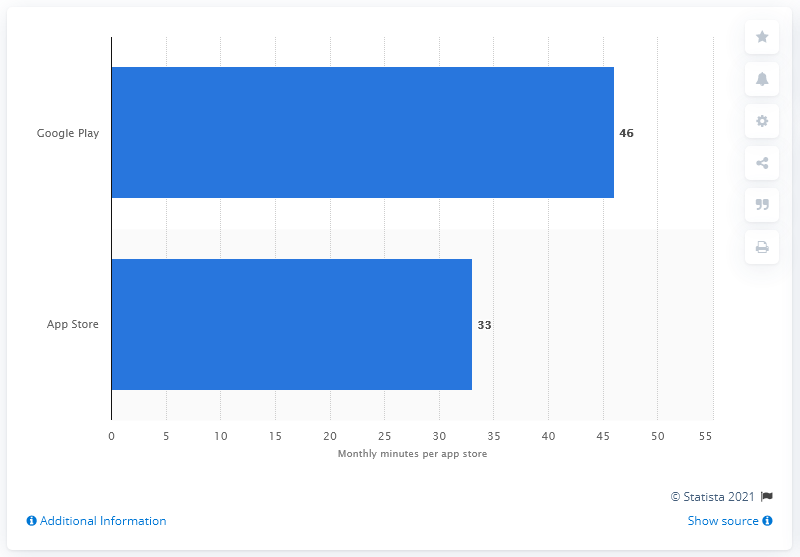 Google Play
46
App Store
33
0 5 10 15 20 25 30 35 40 45 50 55
Monthly minutes per app store
© Statista 2021
Additional Information
Show source